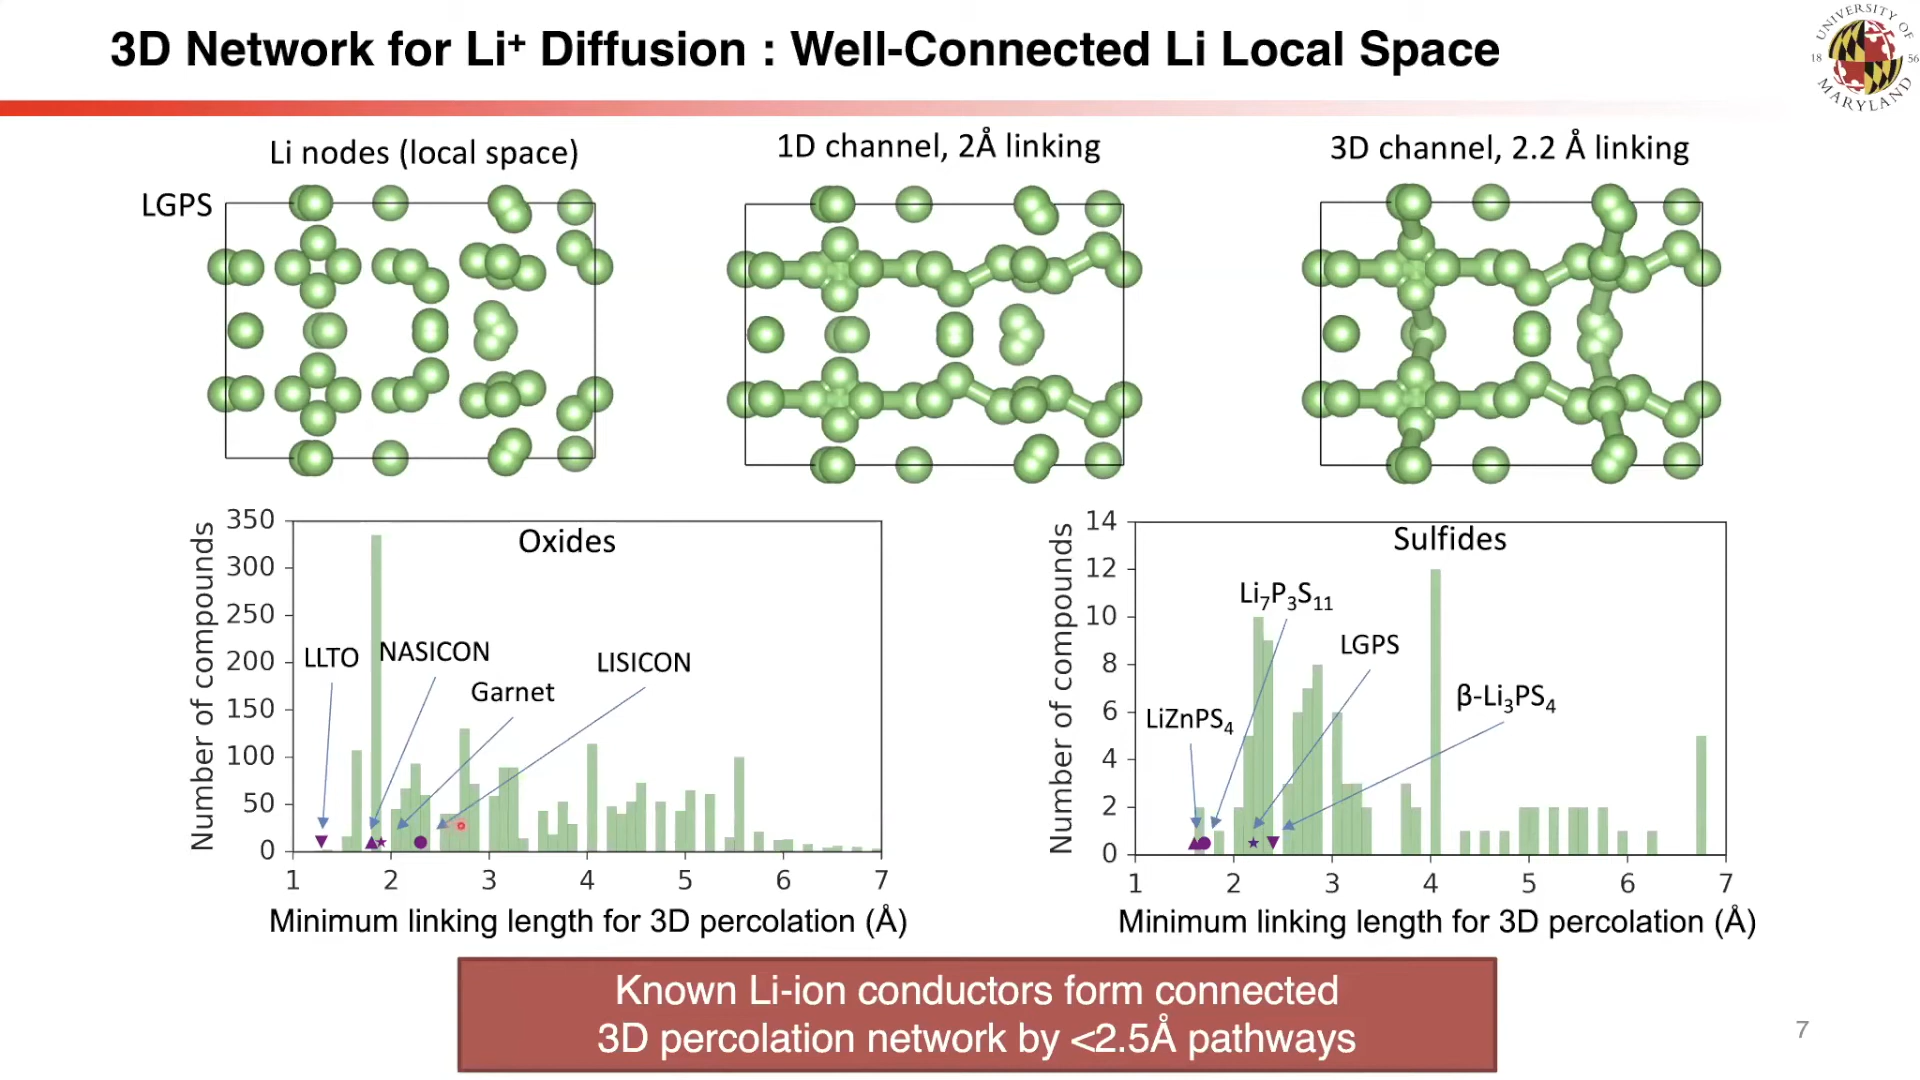 3D Network for Li⁺ Diffusion : Well-Connected Li Local Space
UNIVERSITY OF
18 56
MARYLAND
Li nodes (local space)
1D channel, 2Å linking
3D channel, 2.2 Å linking
LGPS
Oxides
Number of compounds
350
300
250
200
150
100
50
0
LLTO
NASICON
Garnet
LISICON
1 2 3 4 5 6 7
Minimum linking length for 3D percolation (Å)
Sulfides
Number of compounds
14
12
10
8
6
4
2
0
Li₇P₃S₁₁
LGPS
β-Li₃PS₄
LiZnPS₄
1 2 3 4 5 6 7
Minimum linking length for 3D percolation (Å)
Known Li-ion conductors form connected
3D percolation network by <2.5Å pathways
7